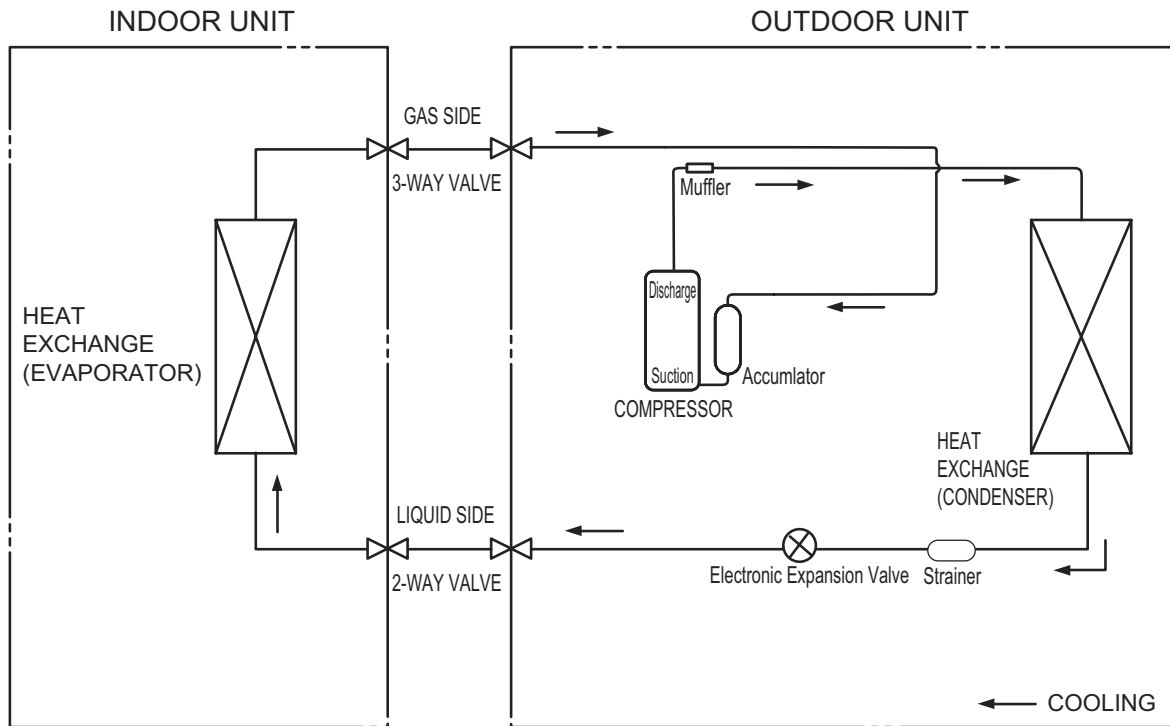 INDOOR UNIT
OUTDOOR UNIT
GAS SIDE
3-WAY VALVE
Muffler
HEAT
EXCHANGE
(EVAPORATOR)
Discharge
Suction
Accumlator
COMPRESSOR
HEAT
EXCHANGE
(CONDENSER)
LIQUID SIDE
2-WAY VALVE
Electronic Expansion Valve
Strainer
COOLING